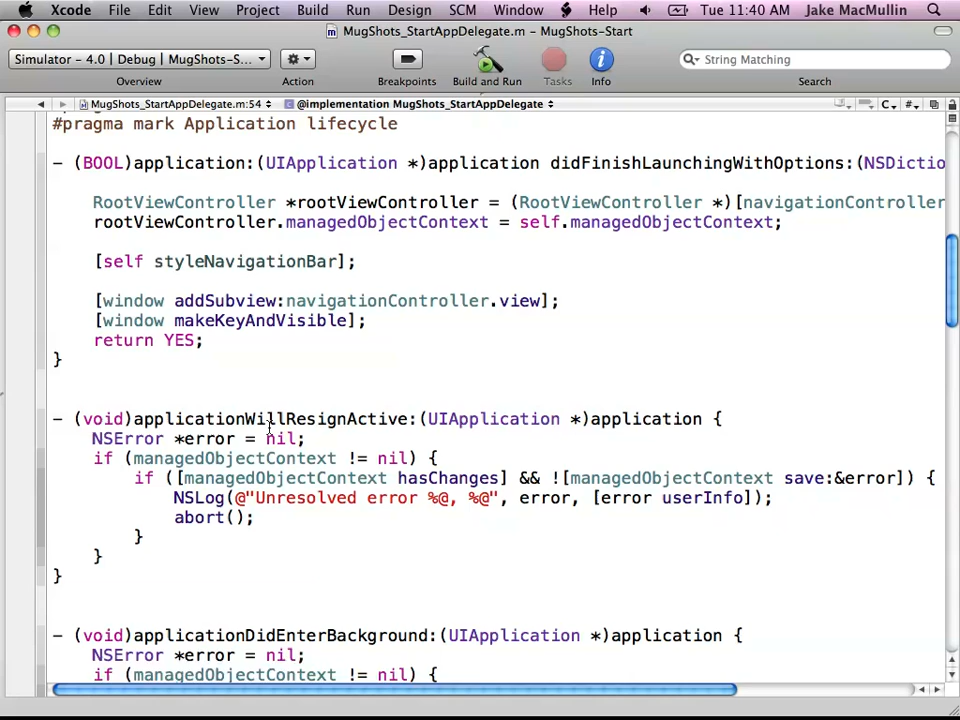 Xcode File Edit View Project Build Run Design SCM Window Help Tue 11:40 AM Jake MacMullin
MugShots_StartAppDelegate.m - MugShots-Start
Simulator - 4.0 | Debug | MugShots-S... String Matching
Overview Action Breakpoints Build and Run Tasks Info Search
MugShots_StartAppDelegate.m:54 C @implementation MugShots_StartAppDelegate C #
#pragma mark Application lifecycle
- (BOOL)application:(UIApplication *)application didFinishLaunchingWithOptions:(NSDictio
RootViewController *rootViewController = (RootViewController *)[navigationController
rootViewController.managedObjectContext = self.managedObjectContext;
[self styleNavigationBar];
[window addSubview:navigationController.view];
[window makeKeyAndVisible];
return YES;
}
- (void)applicationWillResignActive:(UIApplication *)application {
NSError *error = nil;
if (managedObjectContext != nil) {
if ([managedObjectContext hasChanges] && ![managedObjectContext save:&error]) {
NSLog(@"Unresolved error %@, %@", error, [error userInfo]);
abort();
}
}
}
- (void)applicationDidEnterBackground:(UIApplication *)application {
NSError *error = nil;
if (managedObjectContext != nil) {